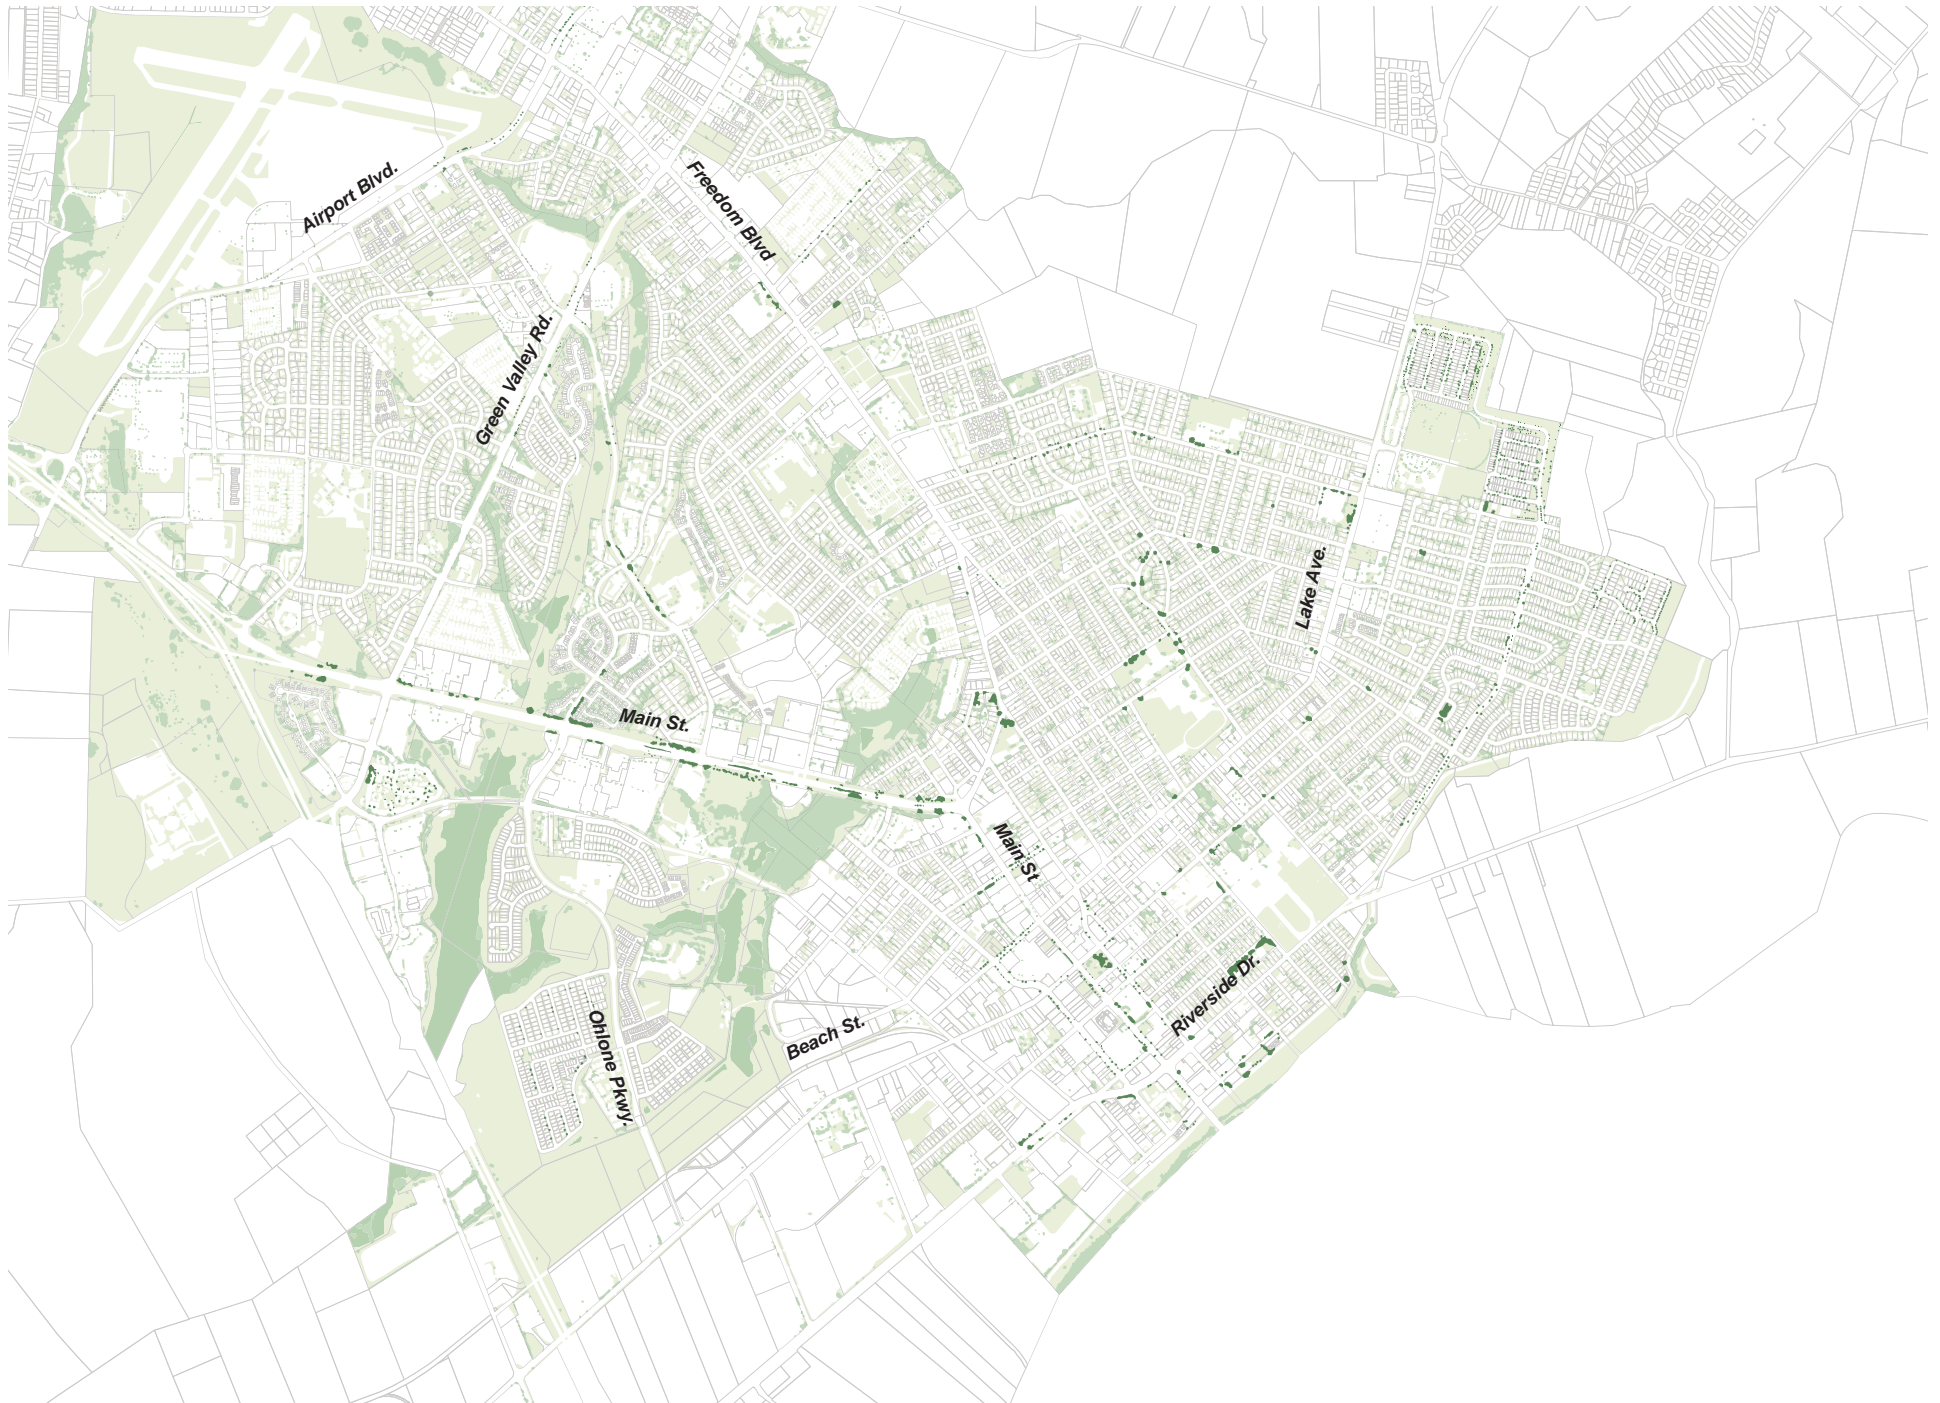 Airport Blvd.
Freedom Blvd
Green Valley Rd.
Lake Ave.
Main St.
Main St
Riverside Dr.
Ohlone Pkwy.
Beach St.